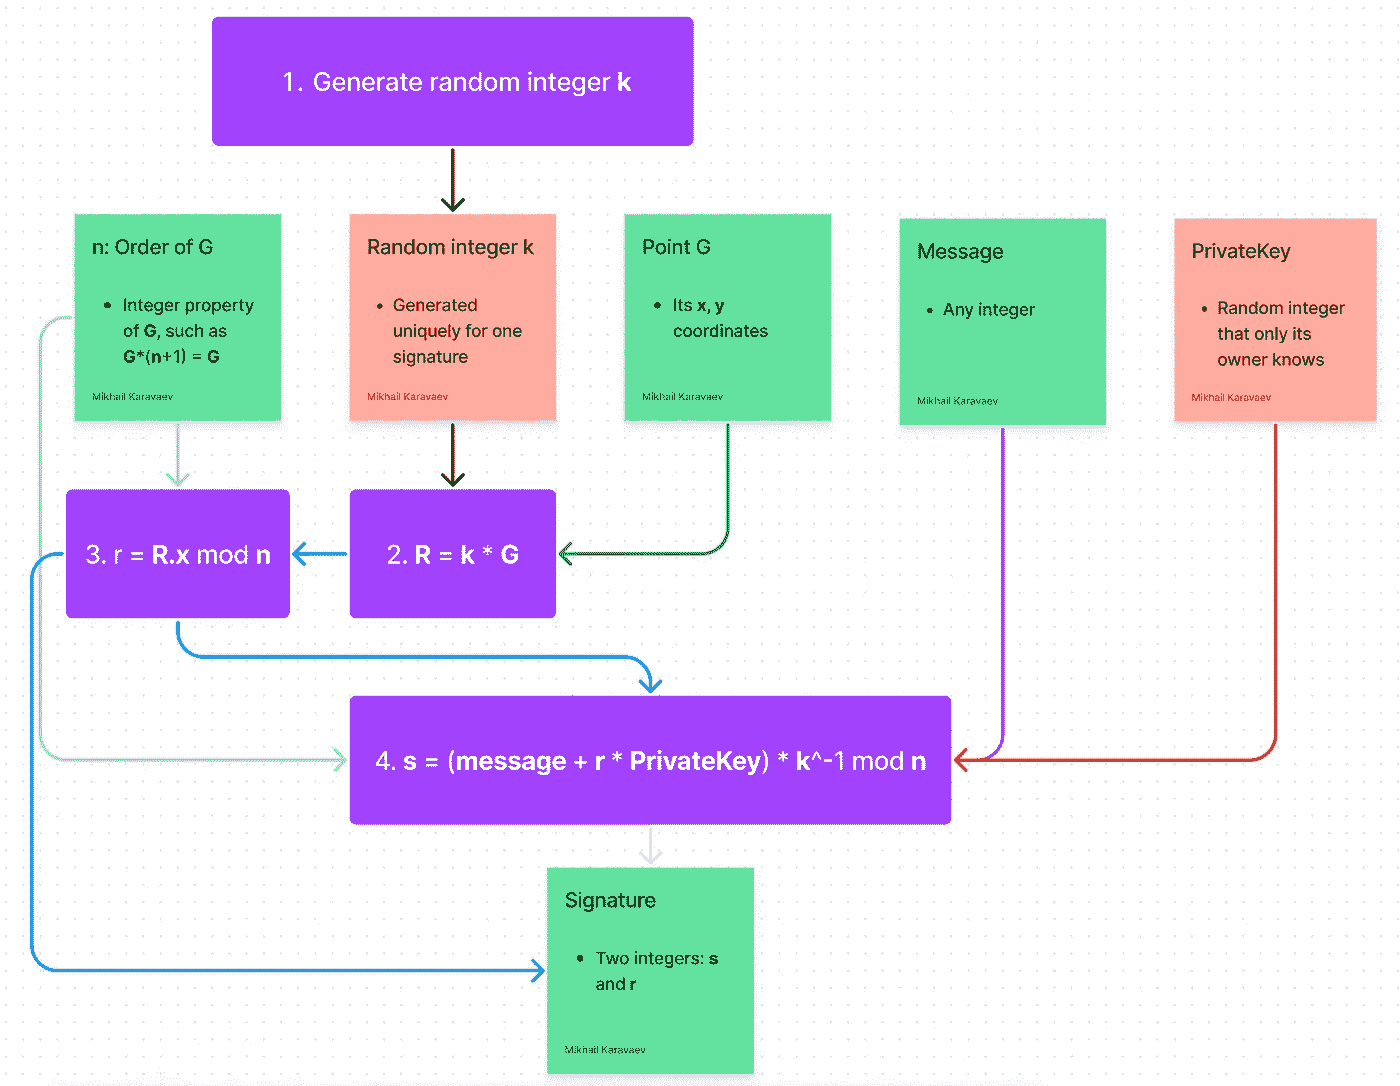 1. Generate random integer k
n: Order of G
• Integer property
of G, such as
G*(n+1) = G
Mikhail Karavaev
Random integer k
• Generated
uniquely for one
signature
Mikhail Karavaev
Point G
• Its x, y
coordinates
Mikhail Karavaev
Message
• Any integer
Mikhail Karavaev
PrivateKey
• Random integer
that only its
owner knows
Mikhail Karavaev
3. r = R.x mod n
2. R = k * G
4. s = (message + r * PrivateKey) * k^-1 mod n
Signature
• Two integers: s
and r
Mikhail Karavaev